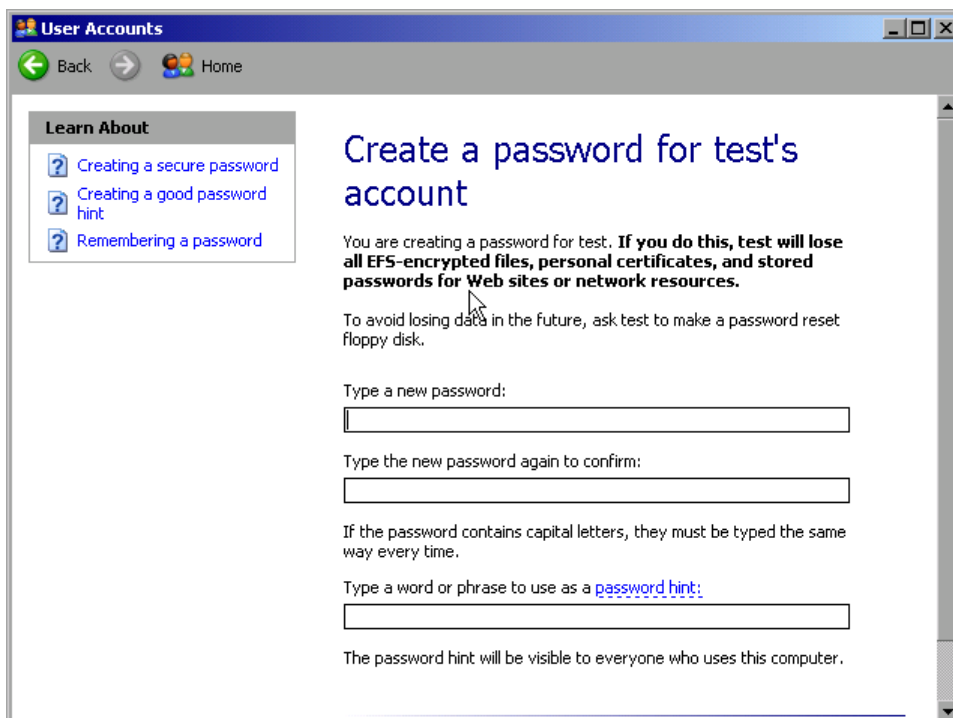 User Accounts
Back Home
Learn About
Creating a secure password
Creating a good password
hint
Remembering a password
Create a password for test's
account
You are creating a password for test. If you do this, test will lose
all EFS-encrypted files, personal certificates, and stored
passwords for Web sites or network resources.
To avoid losing data in the future, ask test to make a password reset
floppy disk.
Type a new password:
Type the new password again to confirm:
If the password contains capital letters, they must be typed the same
way every time.
Type a word or phrase to use as a password hint:
The password hint will be visible to everyone who uses this computer.